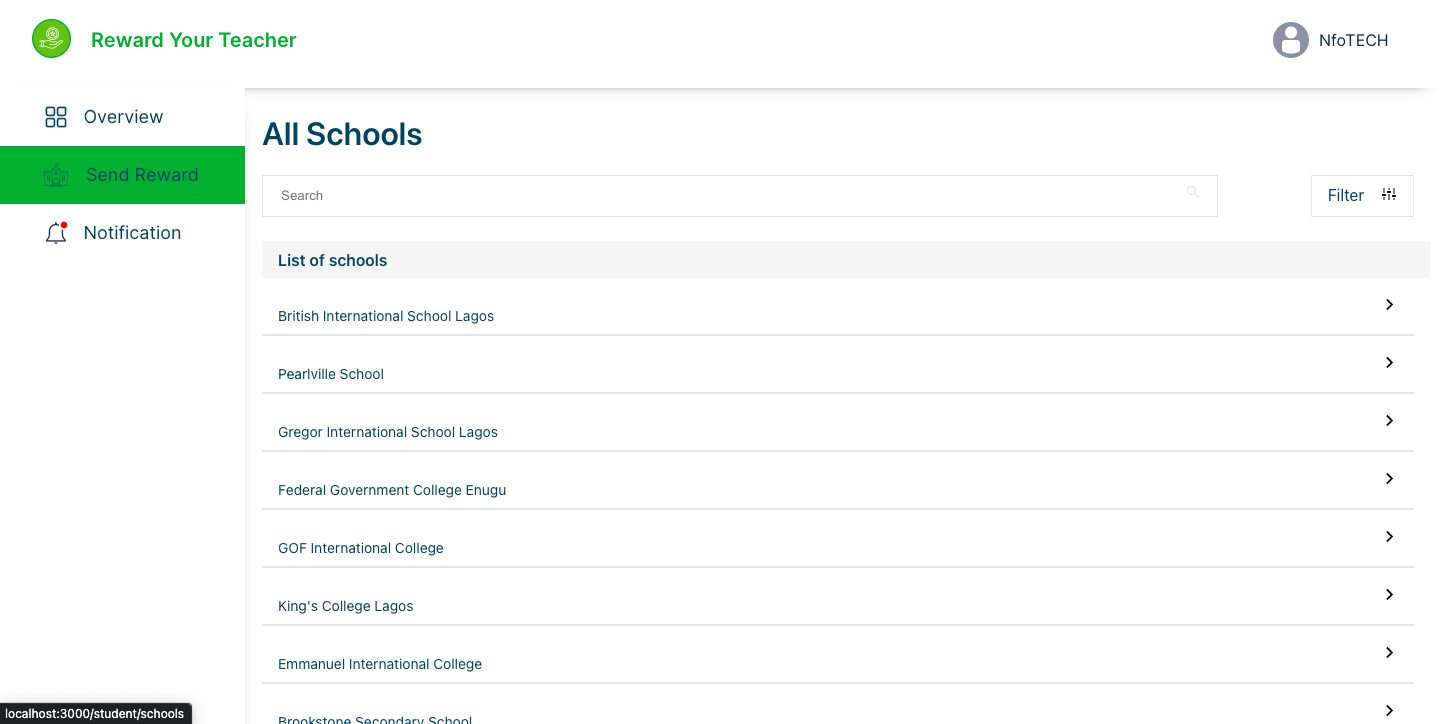 Reward Your Teacher
NfoTECH
Overview
Send Reward
Notification
All Schools
Search
Filter
List of schools
British International School Lagos
Pearlville School
Gregor International School Lagos
Federal Government College Enugu
GOF International College
King's College Lagos
Emmanuel International College
Brookstone Secondary School
localhost:3000/student/schools